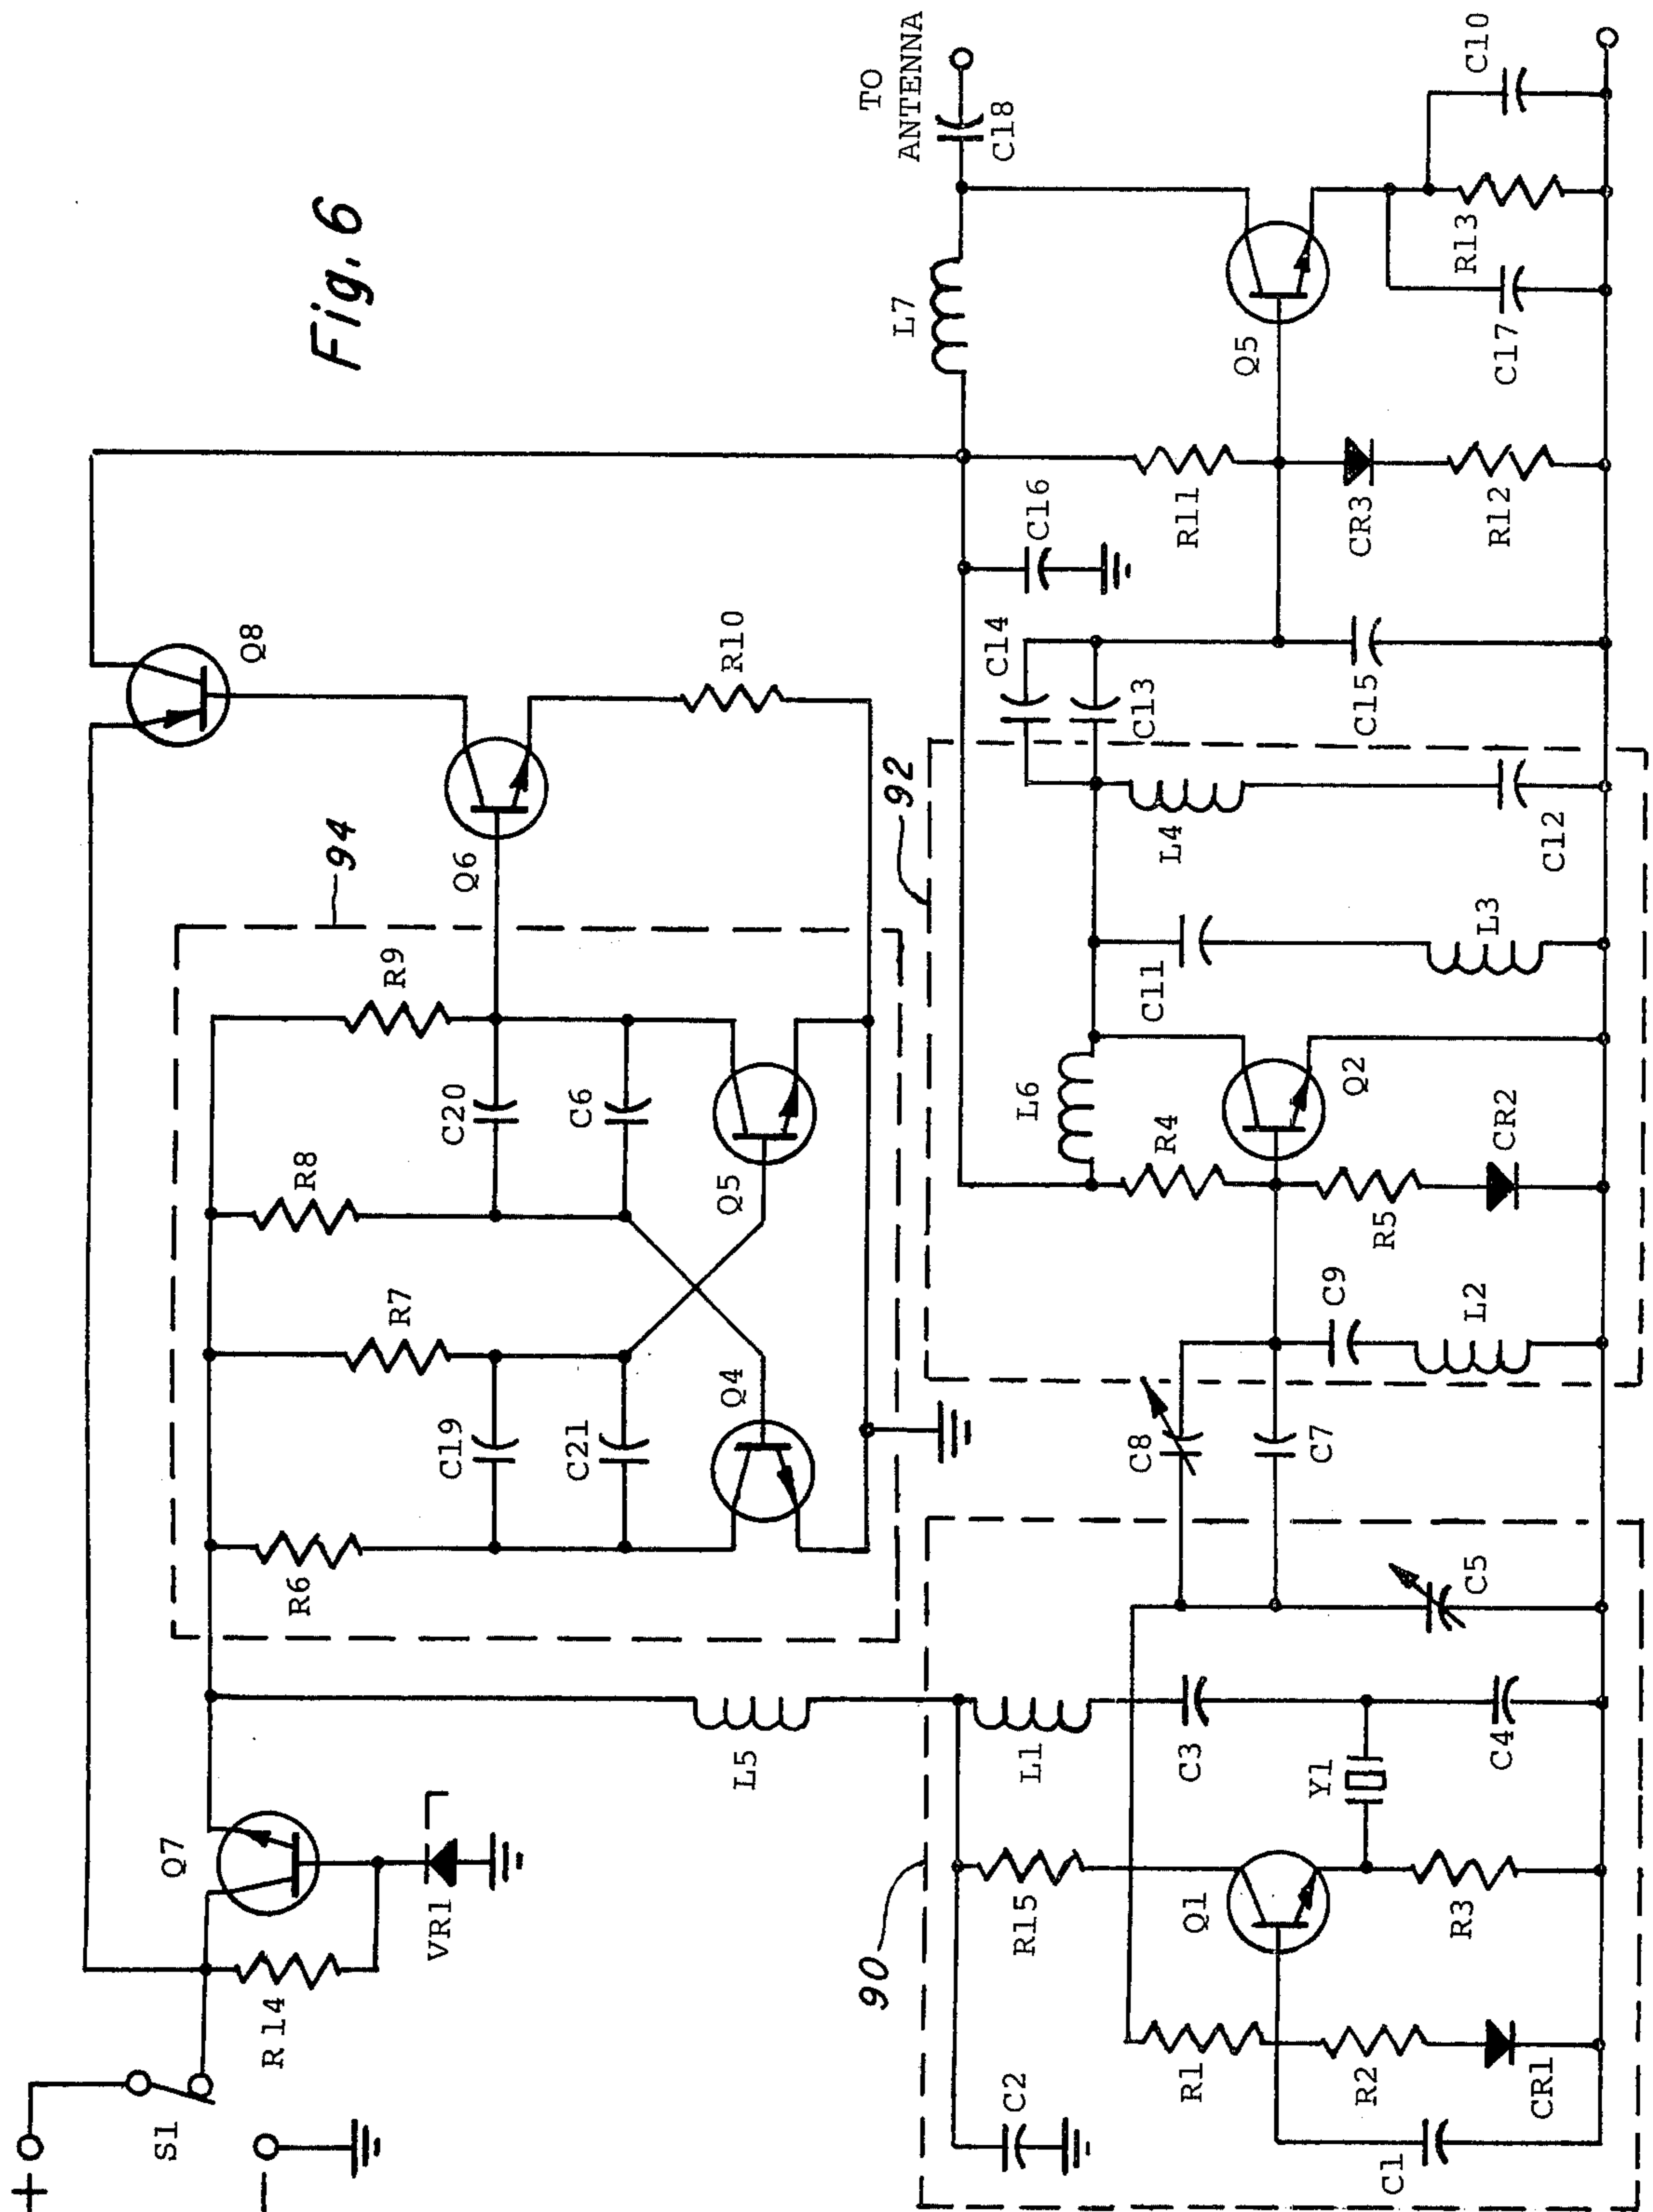 Fig. 6
+
S1
−
R14
Q7
VR1
L5
94
R6
R7
R8
R9
C19
C21
C20
C6
Q4
Q5
Q6
Q8
R10
90
C2
R15
L1
C3
Y1
C4
Q1
R1
R2
R3
CR1
C1
C5
C8
C7
92
C9
L2
L6
R4
R5
CR2
Q2
C11
L3
L4
C12
C14
C13
C15
C16
R11
CR3
R12
L7
Q5
C17
R13
C10
C18
TO
ANTENNA